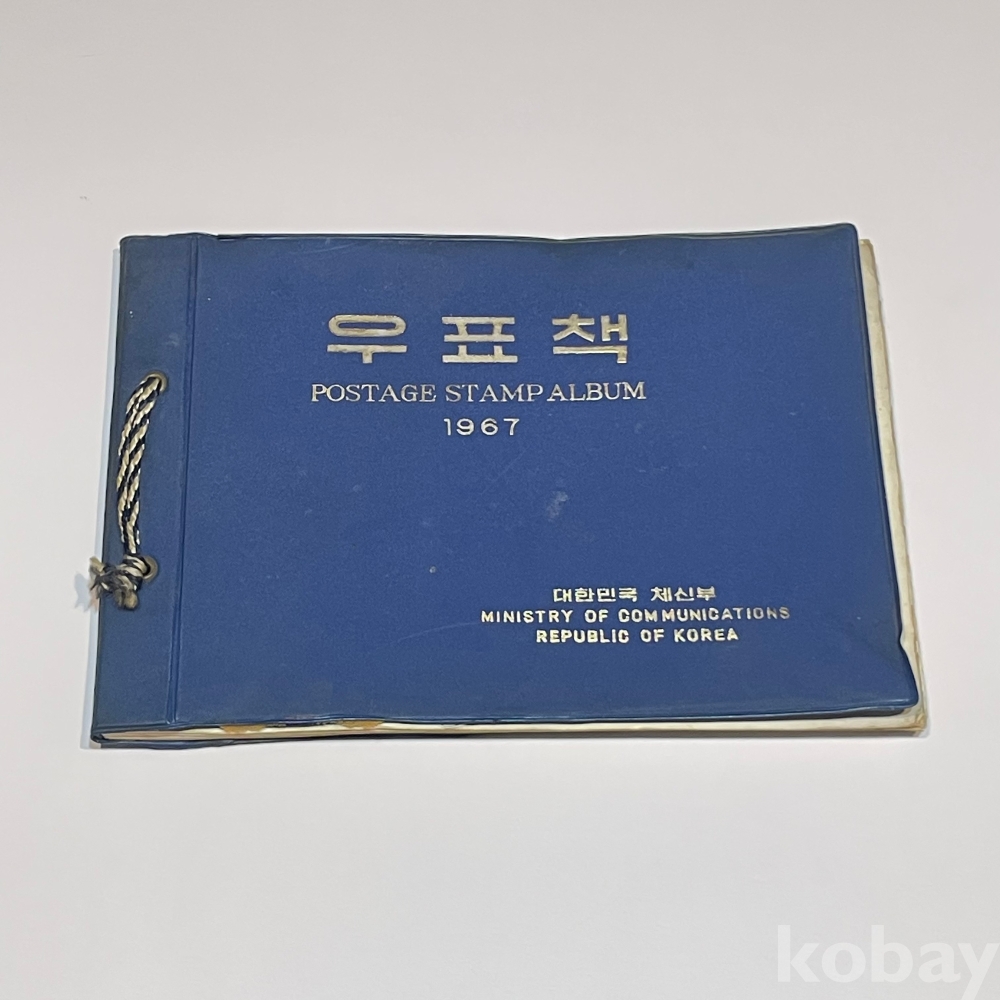 우표책
POSTAGE STAMP ALBUM
1967
대한민국 체신부
MINISTRY OF COMMUNICATIONS
REPUBLIC OF KOREA
kobay